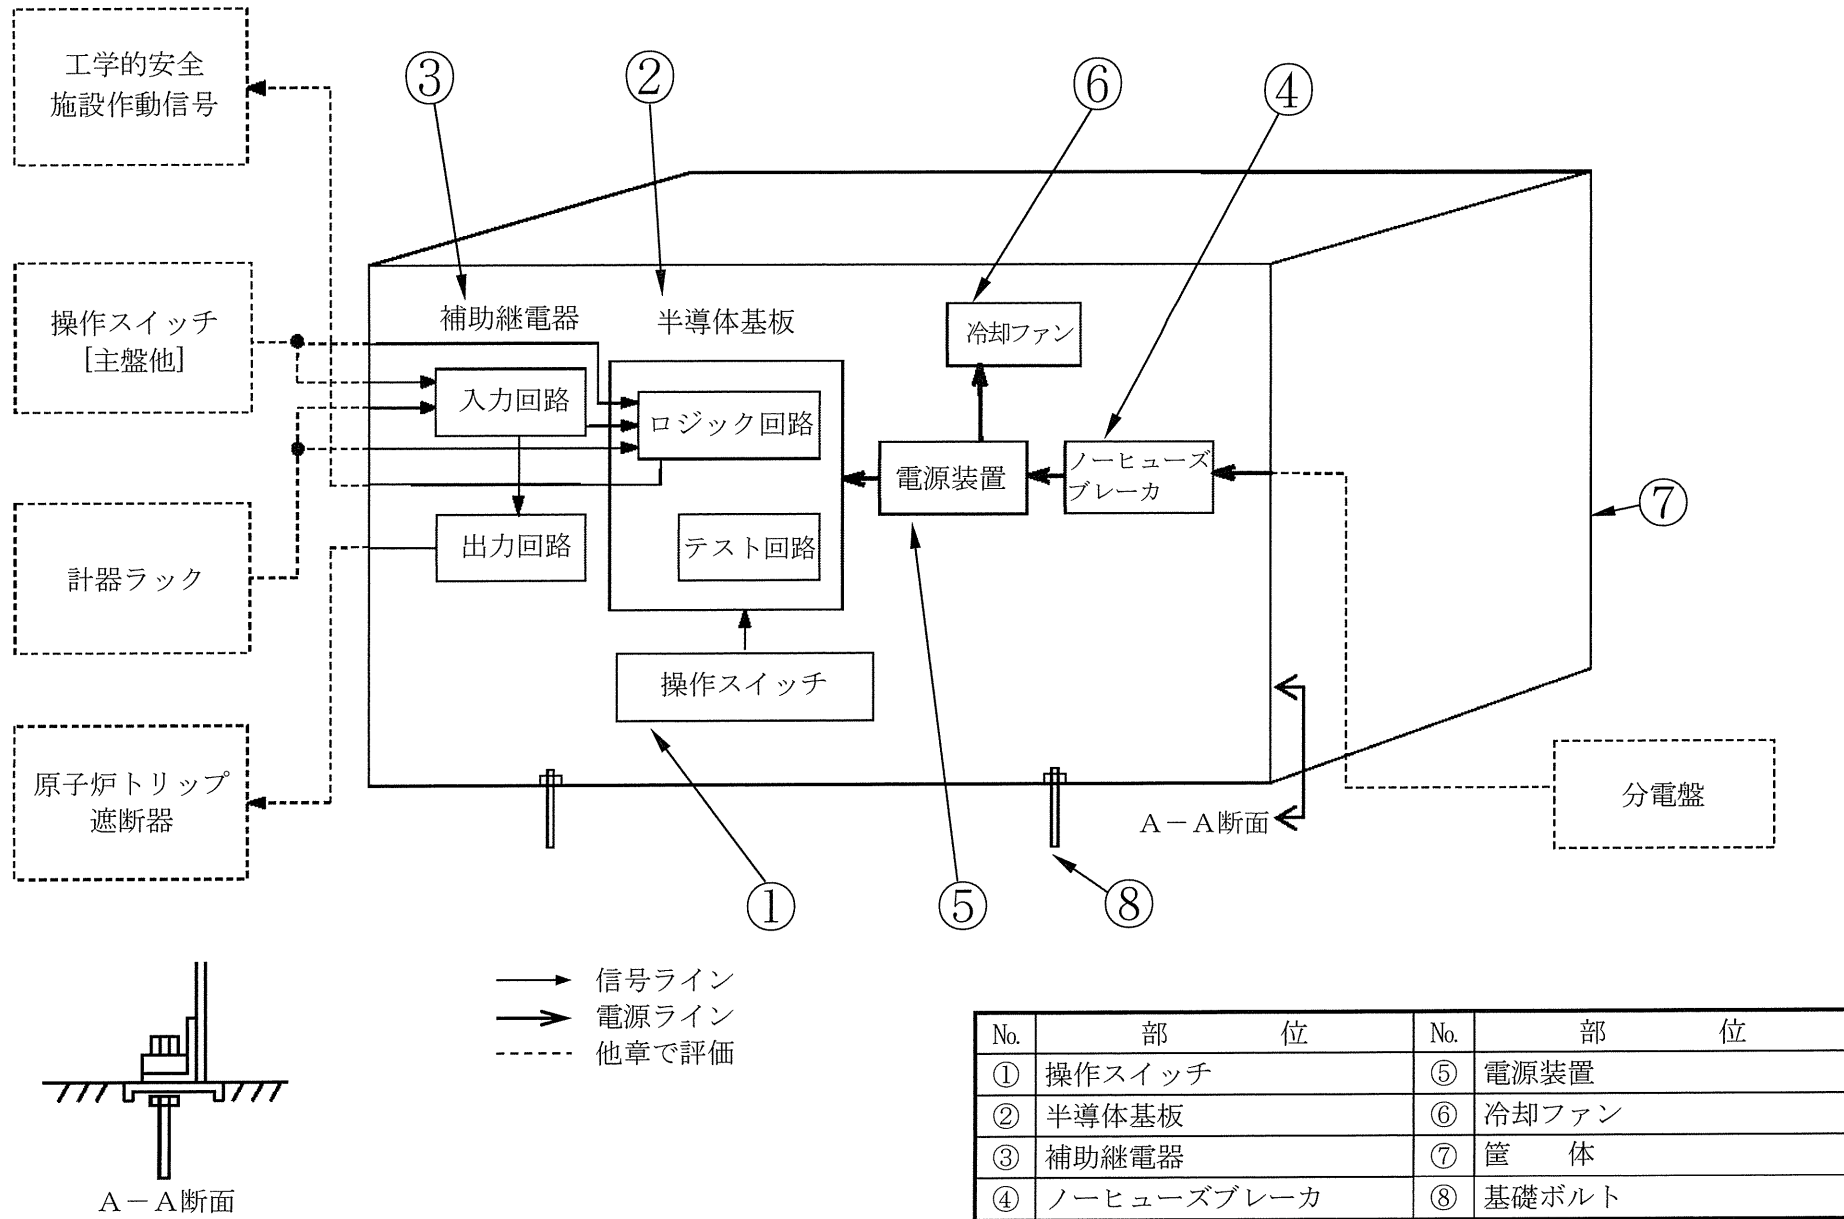 工学的安全
施設作動信号
③
②
⑥
④
操作スイッチ
[主盤他]
補助継電器
半導体基板
冷却ファン
入力回路
ロジック回路
電源装置
ノーヒューズ
ブレーカ
⑦
計器ラック
出力回路
テスト回路
操作スイッチ
原子炉トリップ
遮断器
A－A断面
分電盤
①
⑤
⑧
信号ライン
電源ライン
他章で評価
A－A断面
№ 部 位 № 部 位
① 操作スイッチ ⑤ 電源装置
② 半導体基板 ⑥ 冷却ファン
③ 補助継電器 ⑦ 筐 体
④ ノーヒューズブレーカ ⑧ 基礎ボルト